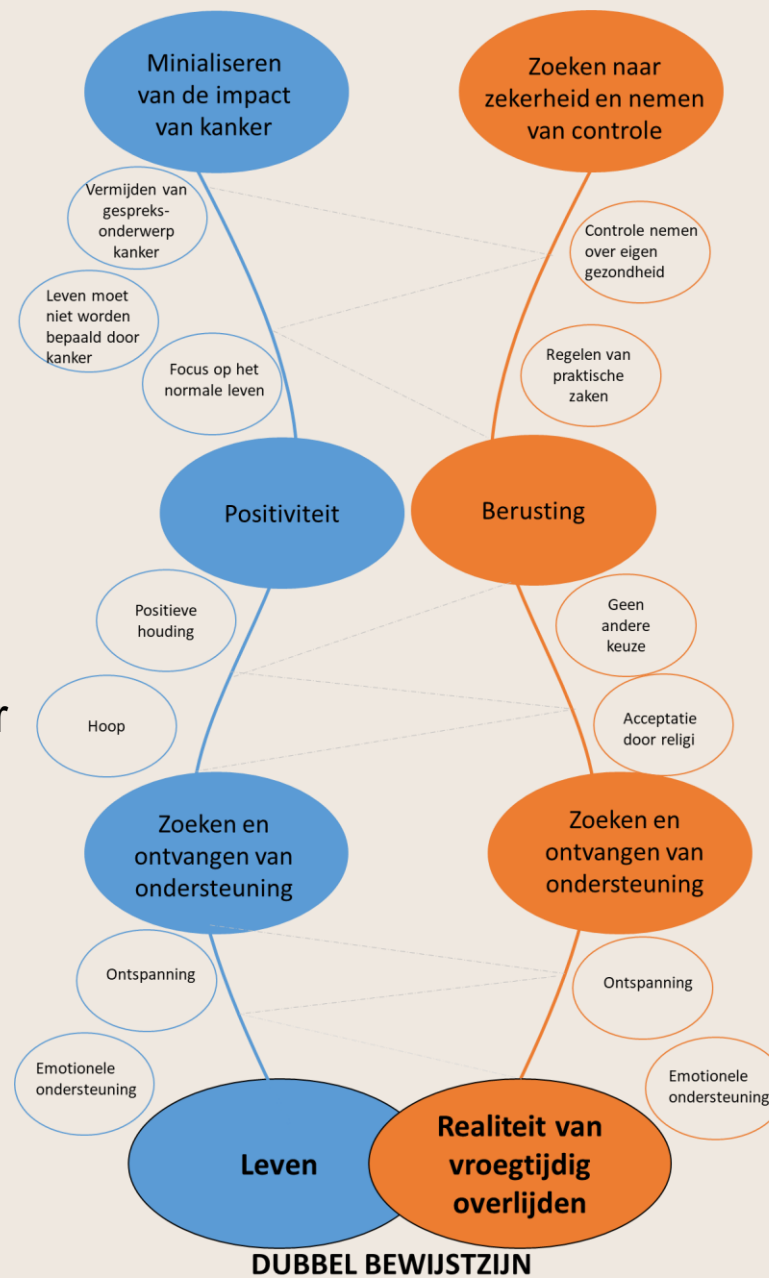 Minialiseren
van de impact
van kanker
Zoeken naar
zekerheid en nemen
van controle
Vermijden van
gespreks-
onderwerp
kanker
Leven moet
niet worden
bepaald door
kanker
Focus op het
normale leven
Controle nemen
over eigen
gezondheid
Regelen van
praktische
zaken
Positiviteit
Berusting
Positieve
houding
Hoop
Geen
andere
keuze
Acceptatie
door religi
r
Zoeken en
ontvangen van
ondersteuning
Zoeken en
ontvangen van
ondersteuning
Ontspanning
Emotionele
ondersteuning
Ontspanning
Emotionele
ondersteuning
Leven
Realiteit van
vroegtijdig
overlijden
DUBBEL BEWIJSTZIJN